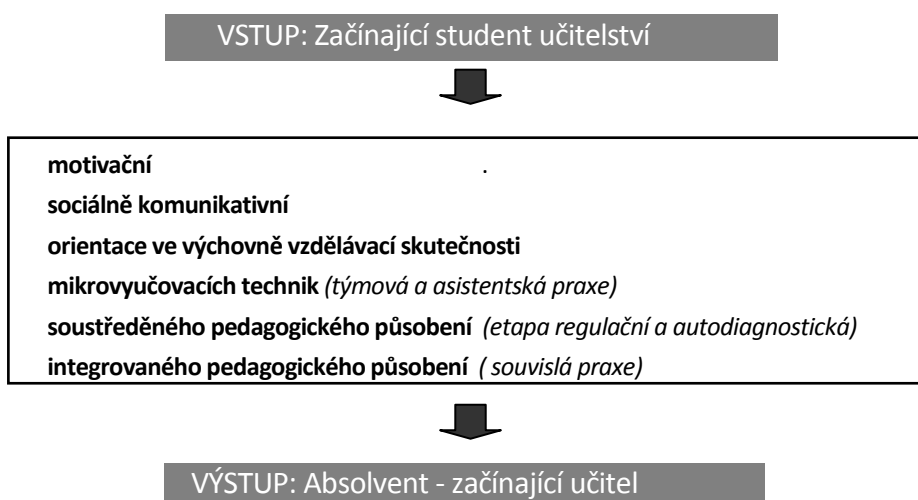 VSTUP: Začínající student učitelství
motivační .
sociálně komunikativní
orientace ve výchovně vzdělávací skutečnosti
mikrovyučovacích technik (týmová a asistentská praxe)
soustředěného pedagogického působení (etapa regulační a autodiagnostická)
integrovaného pedagogického působení ( souvislá praxe)
VÝSTUP: Absolvent - začínající učitel